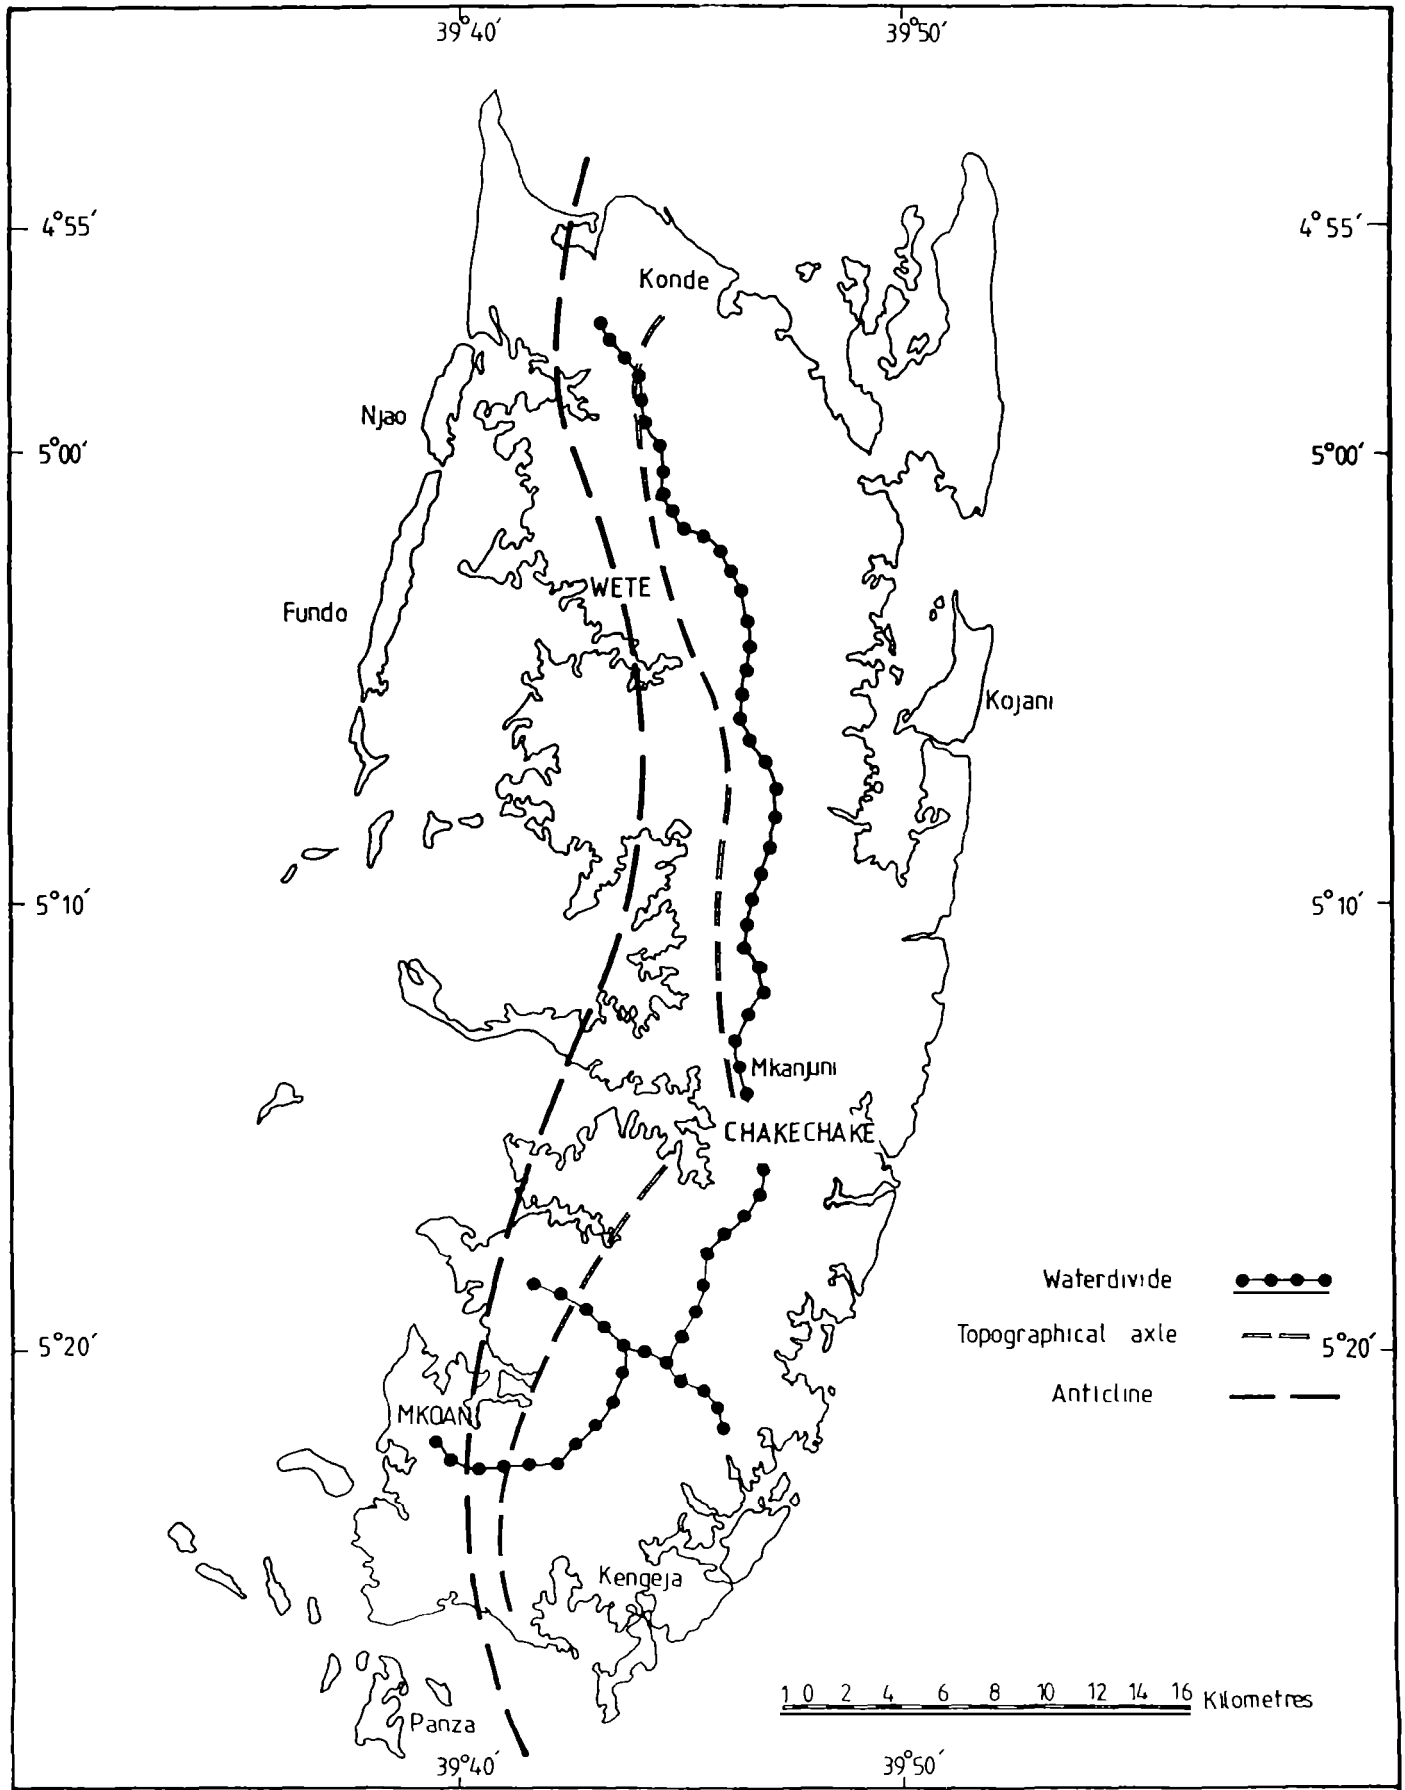 39°40′ 39°50′
4°55′ 4°55′
Konde
Njao
5°00′ 5°00′
WETE
Fundo
Kojani
5°10′ 5°10′
Mkanjuni
CHAKECHAKE
Waterdivide
Topographical axle
5°20′ 5°20′
Anticline
MKOANI
Kengeja
1 0 2 4 6 8 10 12 14 16 Kilometres
Panza
39°40′ 39°50′